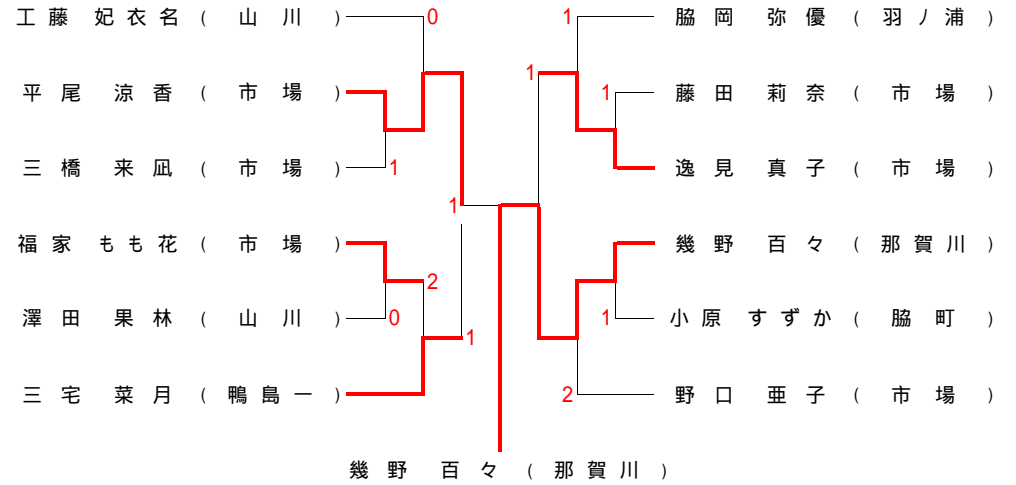 工藤 妃衣名 ( 山川 ) 0 1 脇岡 弥優 ( 羽ノ浦 )
1
平尾 涼香 ( 市場 ) 1 藤田 莉奈 ( 市場 )
三橋 来凪 ( 市場 ) 1 逸見 真子 ( 市場 )
1
福家 もも花 ( 市場 ) 幾野 百々 ( 那賀川 )
2
澤田 果林 ( 山川 ) 0 1 小原 すずか ( 脇町 )
1
三宅 菜月 ( 鴨島一 ) 2 野口 亜子 ( 市場 )
幾野 百々 ( 那賀川 )